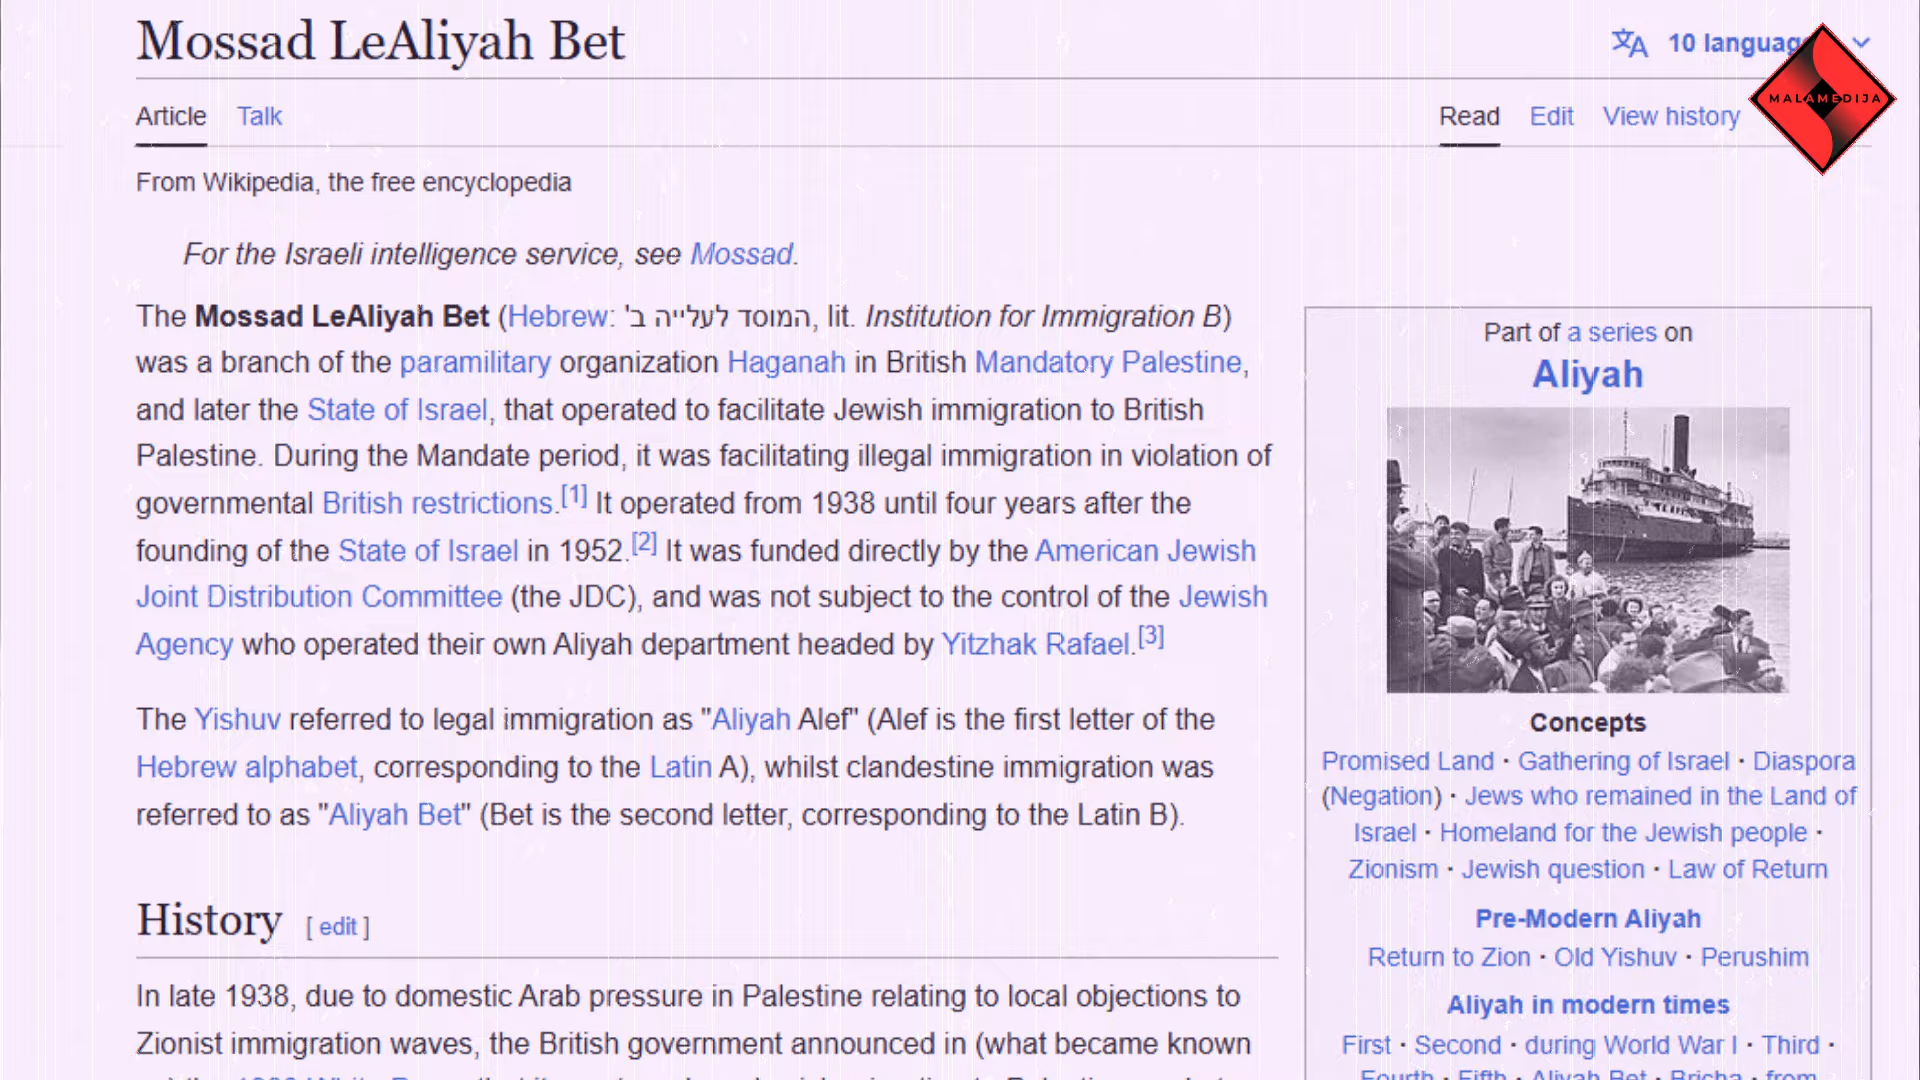 Mossad LeAliyah Bet
10 languag
MALAMEDIJA
Article Talk
Read Edit View history
From Wikipedia, the free encyclopedia
For the Israeli intelligence service, see Mossad.
The Mossad LeAliyah Bet (Hebrew: המוסד לעלייה ב', lit. Institution for Immigration B)
was a branch of the paramilitary organization Haganah in British Mandatory Palestine,
and later the State of Israel, that operated to facilitate Jewish immigration to British
Palestine. During the Mandate period, it was facilitating illegal immigration in violation of
governmental British restrictions.[1] It operated from 1938 until four years after the
founding of the State of Israel in 1952.[2] It was funded directly by the American Jewish
Joint Distribution Committee (the JDC), and was not subject to the control of the Jewish
Agency who operated their own Aliyah department headed by Yitzhak Rafael.[3]
The Yishuv referred to legal immigration as "Aliyah Alef" (Alef is the first letter of the
Hebrew alphabet, corresponding to the Latin A), whilst clandestine immigration was
referred to as "Aliyah Bet" (Bet is the second letter, corresponding to the Latin B).
History [ edit ]
In late 1938, due to domestic Arab pressure in Palestine relating to local objections to
Zionist immigration waves, the British government announced in (what became known
Part of a series on
Aliyah
Concepts
Promised Land · Gathering of Israel · Diaspora
(Negation) · Jews who remained in the Land of
Israel · Homeland for the Jewish people ·
Zionism · Jewish question · Law of Return
Pre-Modern Aliyah
Return to Zion · Old Yishuv · Perushim
Aliyah in modern times
First · Second · during World War I · Third ·
Fourth · Fifth · Aliyah Bet · Bricha · from